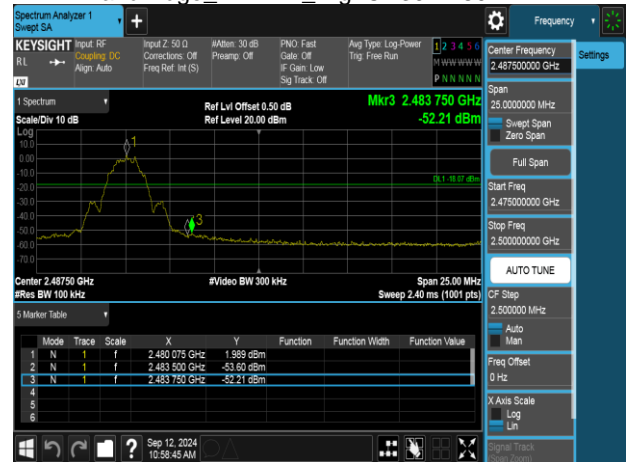 Spectrum Analyzer 1
Swept SA
Frequency
KEYSIGHT
Input: RF
Input Z: 50 Ω
#Atten: 30 dB
PNO: Fast
Avg Type: Log-Power
1 2 3 4 5 6
RL
Coupling: DC
Corrections: Off
Preamp: Off
Gate: Off
Trig: Free Run
M W W W W W
Align: Auto
Freq Ref: Int (S)
IF Gain: Low
Sig Track: Off
P N N N N N
LXI
1 Spectrum
Ref Lvl Offset 0.50 dB
Mkr3 2.483 750 GHz
Scale/Div 10 dB
Ref Level 20.00 dBm
-52.21 dBm
Log
10.0
0.00
-10.0
-20.0
-30.0
-40.0
-50.0
-60.0
-70.0
1
3
DL1 -18.07 dBm
Center 2.48750 GHz
#Video BW 300 kHz
Span 25.00 MHz
#Res BW 100 kHz
Sweep 2.40 ms (1001 pts)
5 Marker Table
Mode Trace Scale X Y Function Function Width Function Value
1 N 1 f 2.480 075 GHz 1.989 dBm
2 N 1 f 2.483 500 GHz -53.60 dBm
3 N 1 f 2.483 750 GHz -52.21 dBm
4
5
6
Sep 12, 2024
10:58:45 AM
Settings
Center Frequency
2.487500000 GHz
Span
25.0000000 MHz
Swept Span
Zero Span
Full Span
Start Freq
2.475000000 GHz
Stop Freq
2.500000000 GHz
AUTO TUNE
CF Step
2.500000 MHz
Auto
Man
Freq Offset
0 Hz
X Axis Scale
Log
Lin
Signal Track
(Span Zoom)